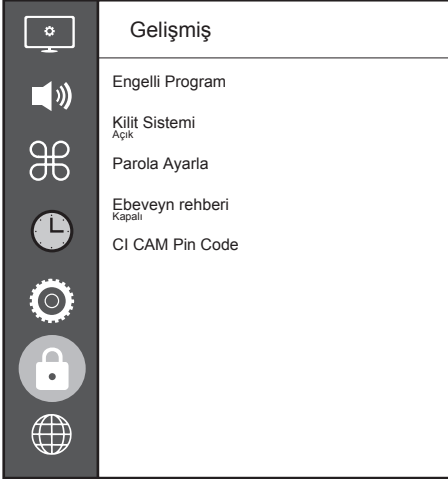 Gelişmiş
Engelli Program
Kilit Sistemi
Açık
Parola Ayarla
Ebeveyn rehberi
Kapalı
CI CAM Pin Code